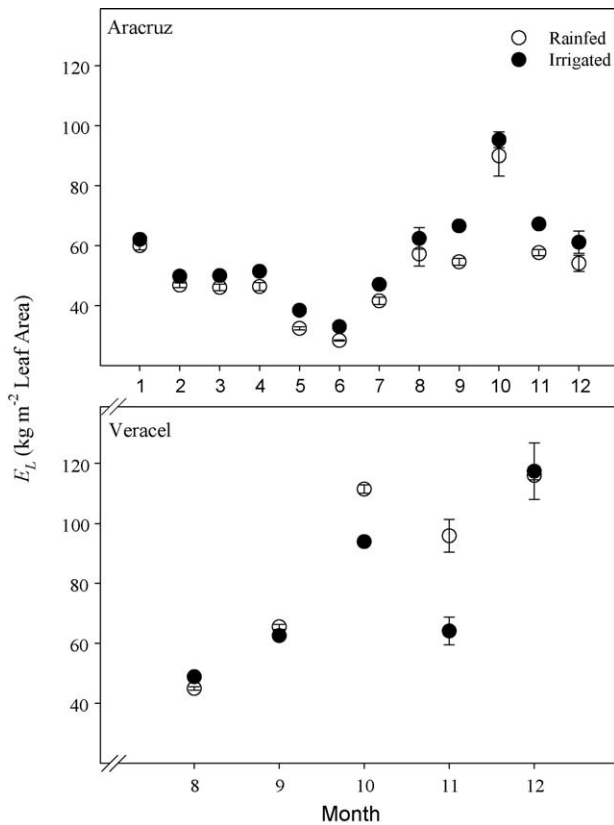 Aracruz
Rainfed
Irrigated
120
100
80
60
40
1 2 3 4 5 6 7 8 9 10 11 12
E_L (kg m⁻² Leaf Area)
Veracel
120
100
80
60
40
8 9 10 11 12
Month